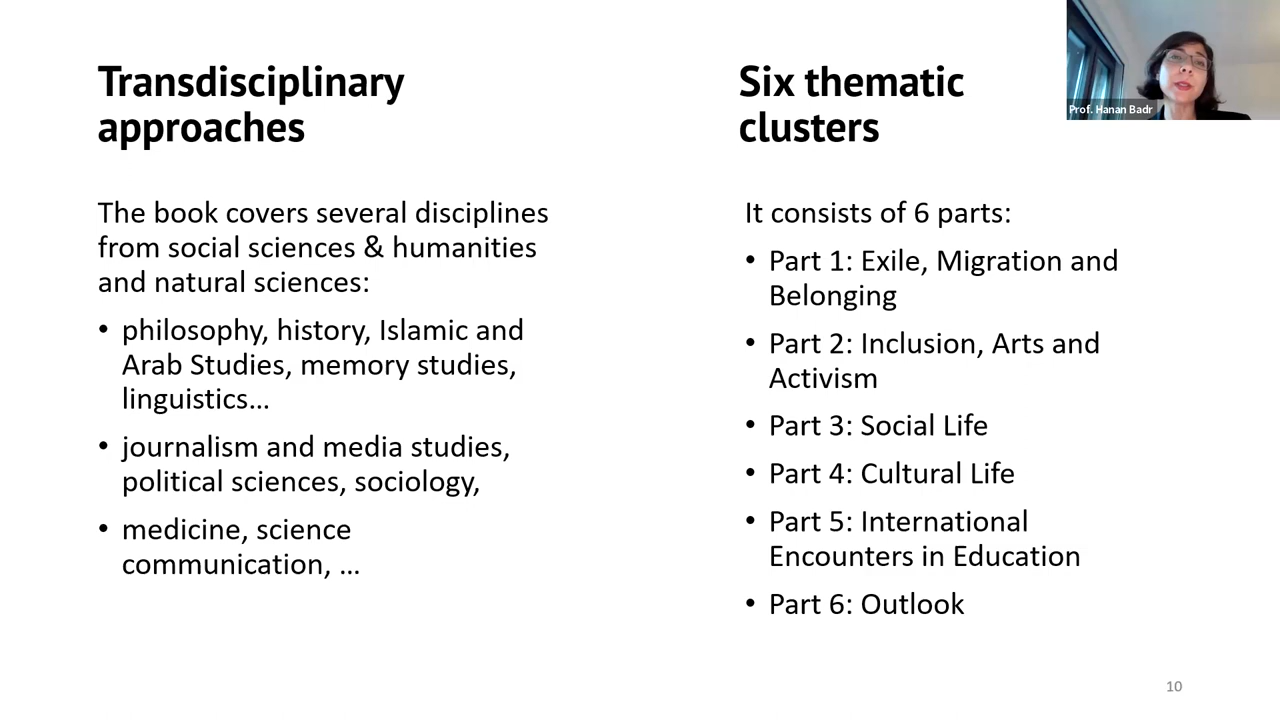 Transdisciplinary
approaches
The book covers several disciplines
from social sciences & humanities
and natural sciences:
• philosophy, history, Islamic and
Arab Studies, memory studies,
linguistics…
• journalism and media studies,
political sciences, sociology,
• medicine, science
communication, …
Six thematic
clusters
It consists of 6 parts:
• Part 1: Exile, Migration and
Belonging
• Part 2: Inclusion, Arts and
Activism
• Part 3: Social Life
• Part 4: Cultural Life
• Part 5: International
Encounters in Education
• Part 6: Outlook
Prof. Hanan Badr
10